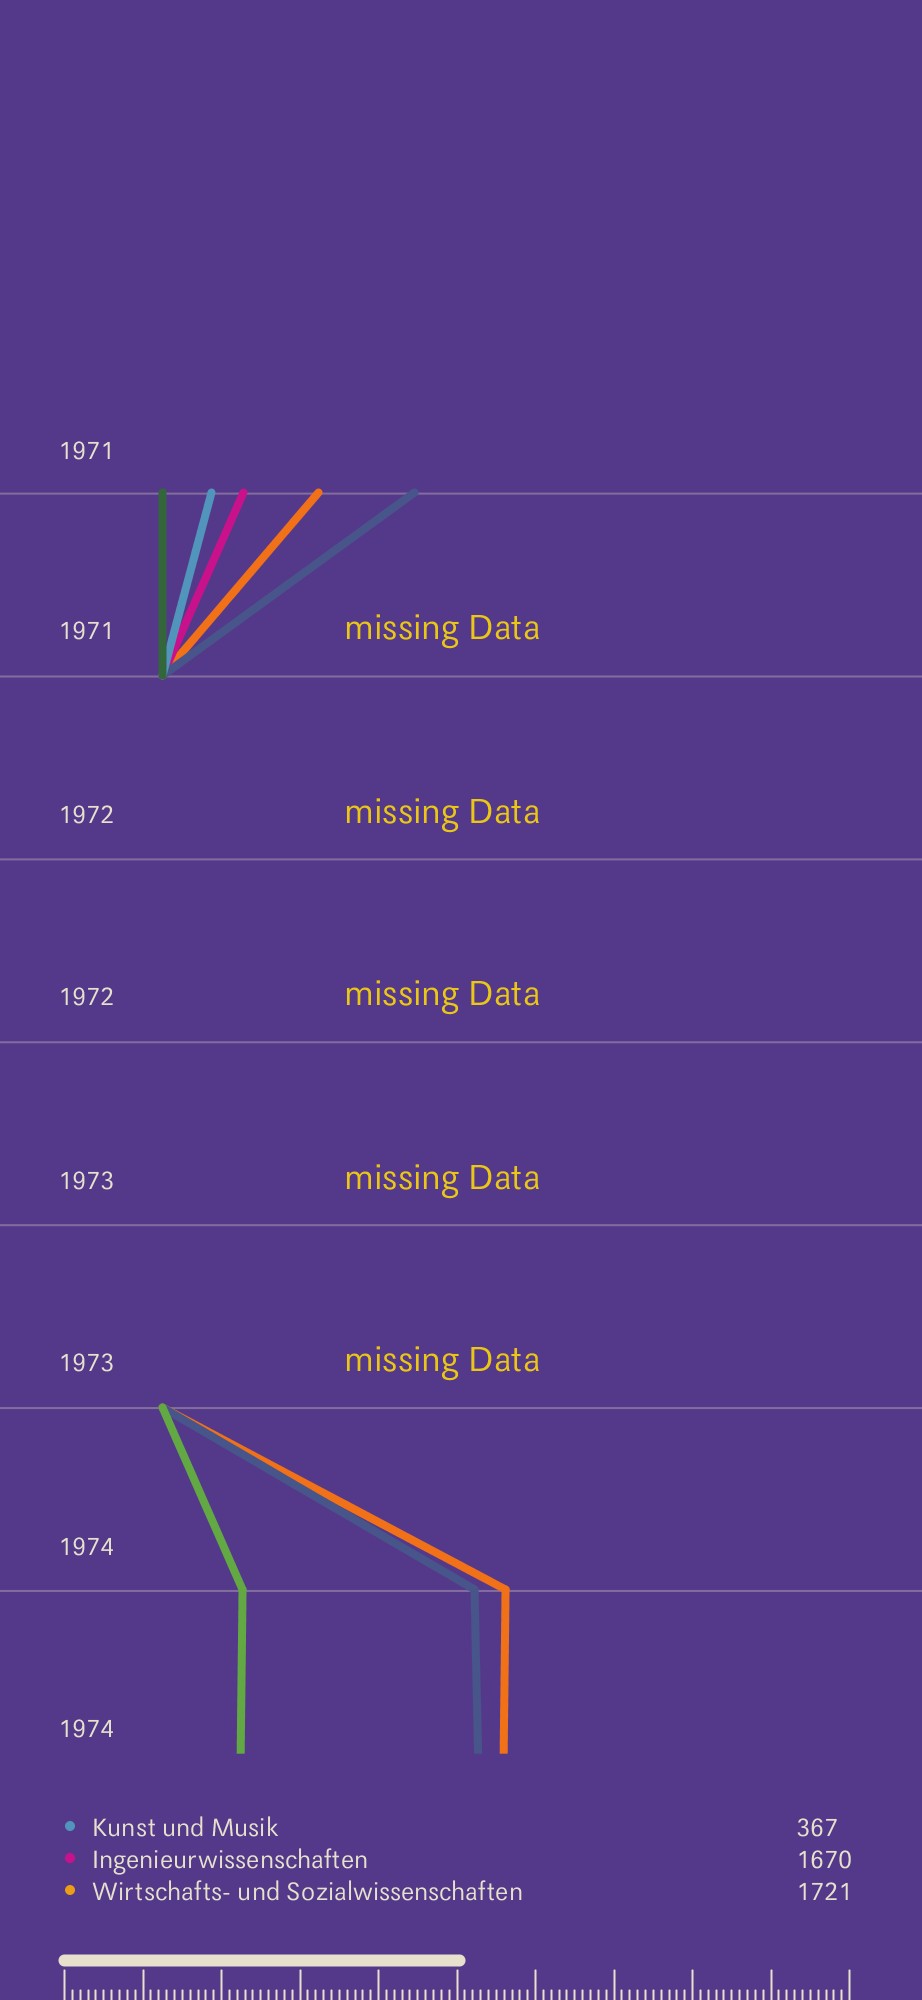 1971
1971 missing Data
1972 missing Data
1972 missing Data
1973 missing Data
1973 missing Data
1974
1974
Kunst und Musik 367
Ingenieurwissenschaften 1670
Wirtschafts- und Sozialwissenschaften 1721